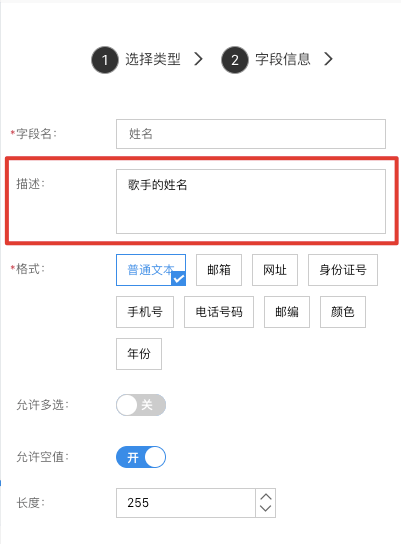 1 选择类型 2 字段信息
*字段名： 姓名
描述： 歌手的姓名
*格式： 普通文本 邮箱 网址 身份证号
手机号 电话号码 邮编 颜色
年份
允许多选： 关
允许空值： 开
长度： 255